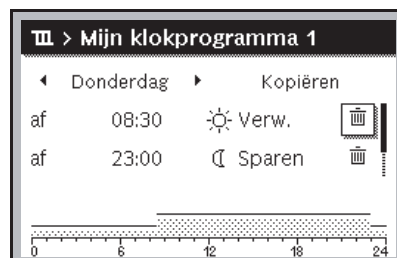 > Mijn klokprogramma 1
Donderdag Kopiëren
af 08:30 Verw.
af 23:00 Sparen
0 6 12 18 24